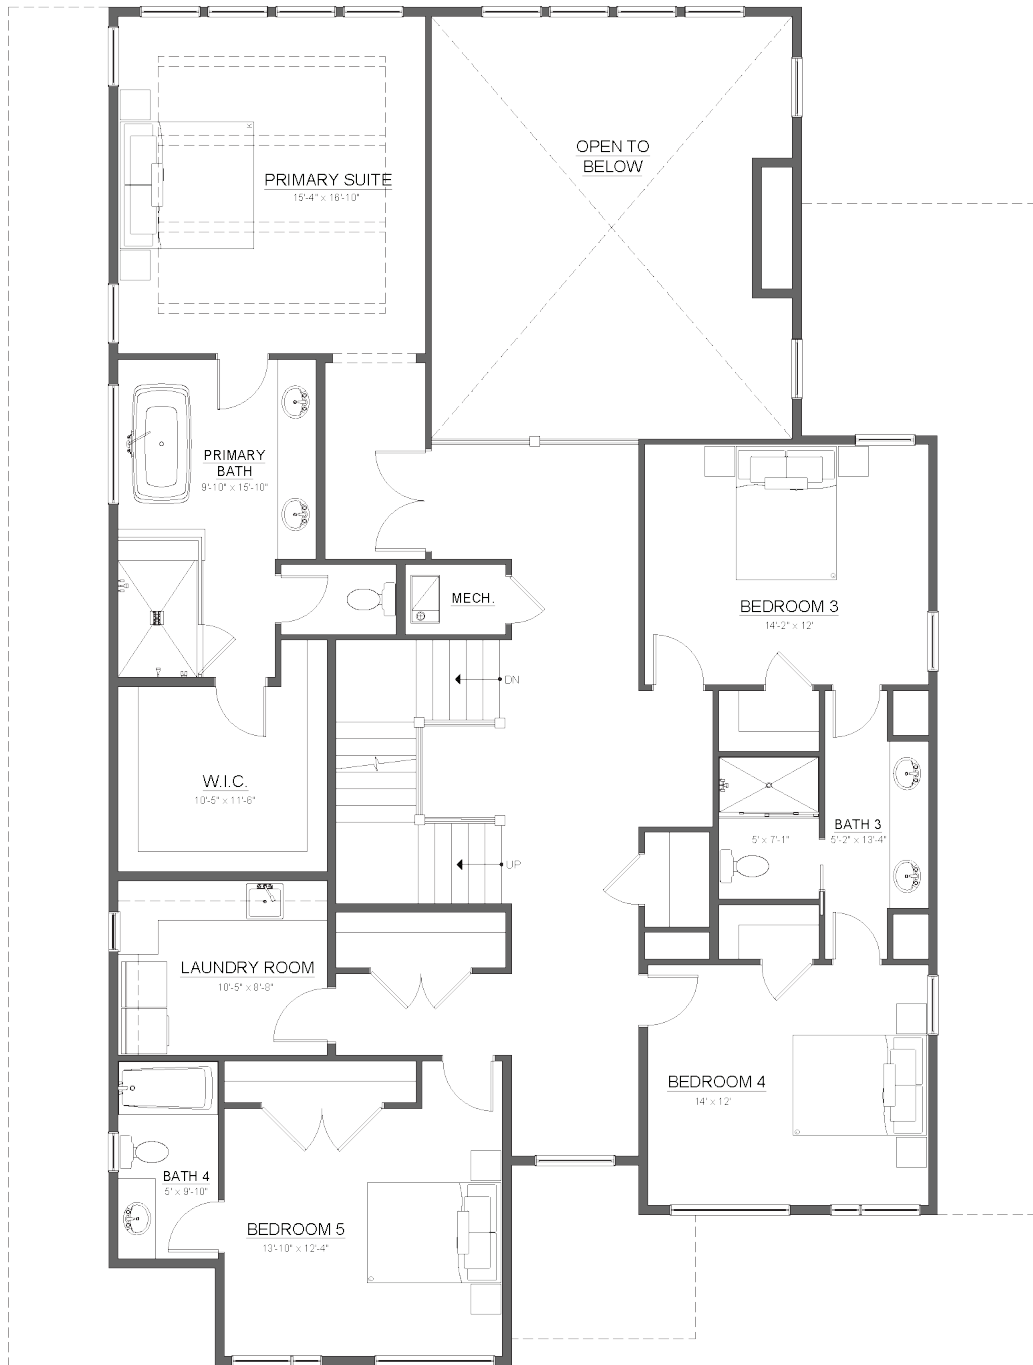 OPEN TO
BELOW
PRIMARY SUITE
15'-4" x 16'-10"
PRIMARY
BATH
9'-10" x 15'-10"
MECH.
BEDROOM 3
14'-2" x 12'
DN
W.I.C.
10'-5" x 11'-6"
BATH 3
5' x 7'-1"
5'-2" x 13'-4"
UP
LAUNDRY ROOM
10'-5" x 8'-8"
BEDROOM 4
14' x 12'
BATH 4
5' x 9'-10"
BEDROOM 5
13'-10" x 12'-4"